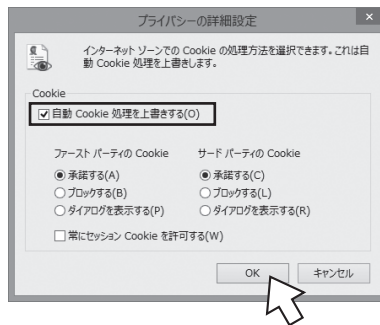 プライバシーの詳細設定
×
インターネット ゾーンでの Cookie の処理方法を選択できます。これは自
動 Cookie 処理を上書きします。
Cookie
自動 Cookie 処理を上書きする(O)
ファースト パーティの Cookie サード パーティの Cookie
承諾する(A) 承諾する(C)
ブロックする(B) ブロックする(L)
ダイアログを表示する(P) ダイアログを表示する(R)
常にセッション Cookie を許可する(W)
OK キャンセル